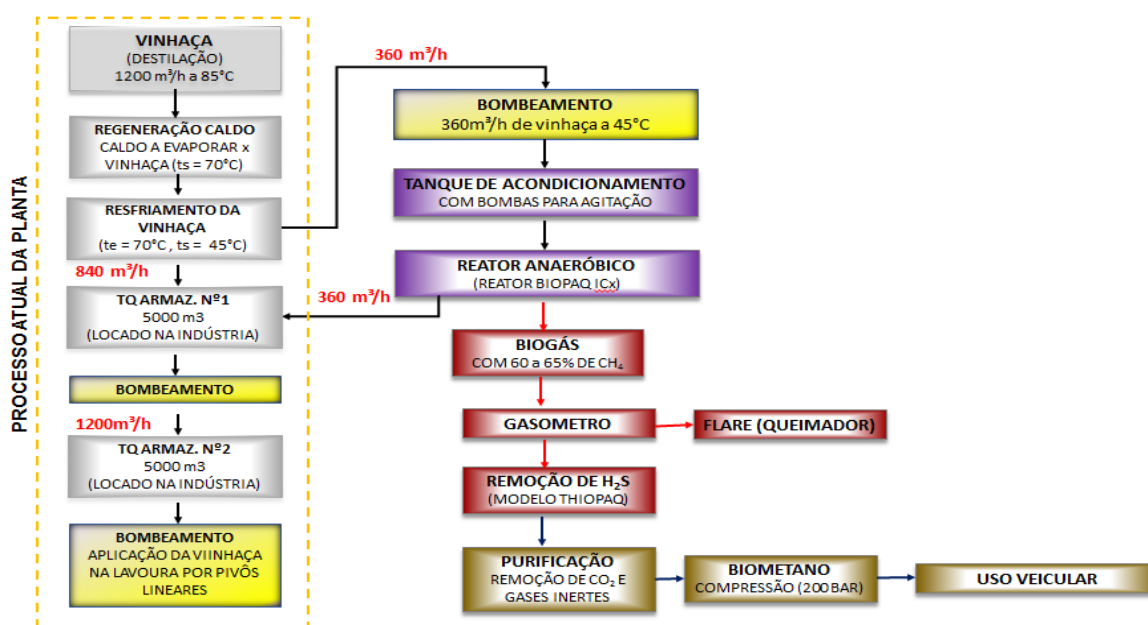 PROCESSO ATUAL DA PLANTA
VINHAÇA
(DESTILAÇÃO)
1200 m³/h a 85°C
REGENERAÇÃO CALDO
CALDO A EVAPORAR x
VINHAÇA (ts = 70°C)
RESFRIAMENTO DA
VINHAÇA
(te = 70°C , ts = 45°C)
840 m³/h
TQ ARMAZ. Nº1
5000 m3
(LOCADO NA INDÚSTRIA)
BOMBEAMENTO
1200m³/h
TQ ARMAZ. Nº2
5000 m3
(LOCADO NA INDÚSTRIA)
BOMBEAMENTO
APLICAÇÃO DA VIINHAÇA
NA LAVOURA POR PIVÔS
LINEARES
360 m³/h
BOMBEAMENTO
360m³/h de vinhaça a 45°C
TANQUE DE ACONDICIONAMENTO
COM BOMBAS PARA AGITAÇÃO
REATOR ANAERÓBICO
(REATOR BIOPAQ ICx)
360 m³/h
BIOGÁS
COM 60 a 65% DE CH₄
GASOMETRO
FLARE (QUEIMADOR)
REMOÇÃO DE H₂S
(MODELO THIOPAQ)
PURIFICAÇÃO
REMOÇÃO DE CO₂ E
GASES INERTES
BIOMETANO
COMPRESSÃO (200 BAR)
USO VEICULAR